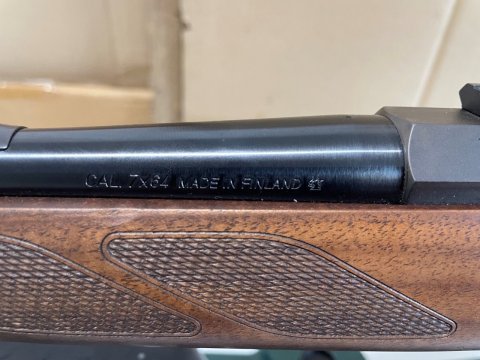 CAL. 7X64 MADE IN FINLAND